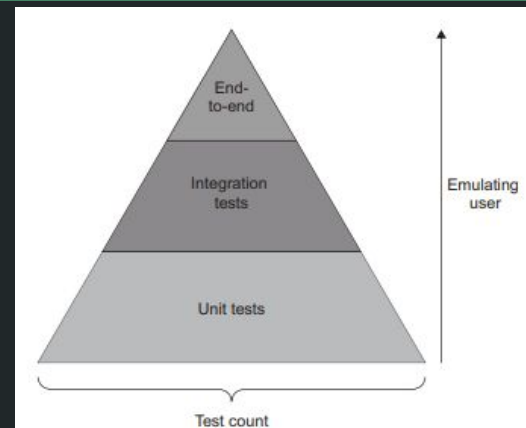 End-
to-end
Integration
tests
Emulating
user
Unit tests
Test count